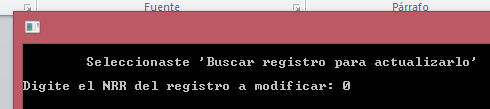 Fuente Párrafo
Seleccionaste 'Buscar registro para actualizarlo'
Digite el NRR del registro a modificar: 0